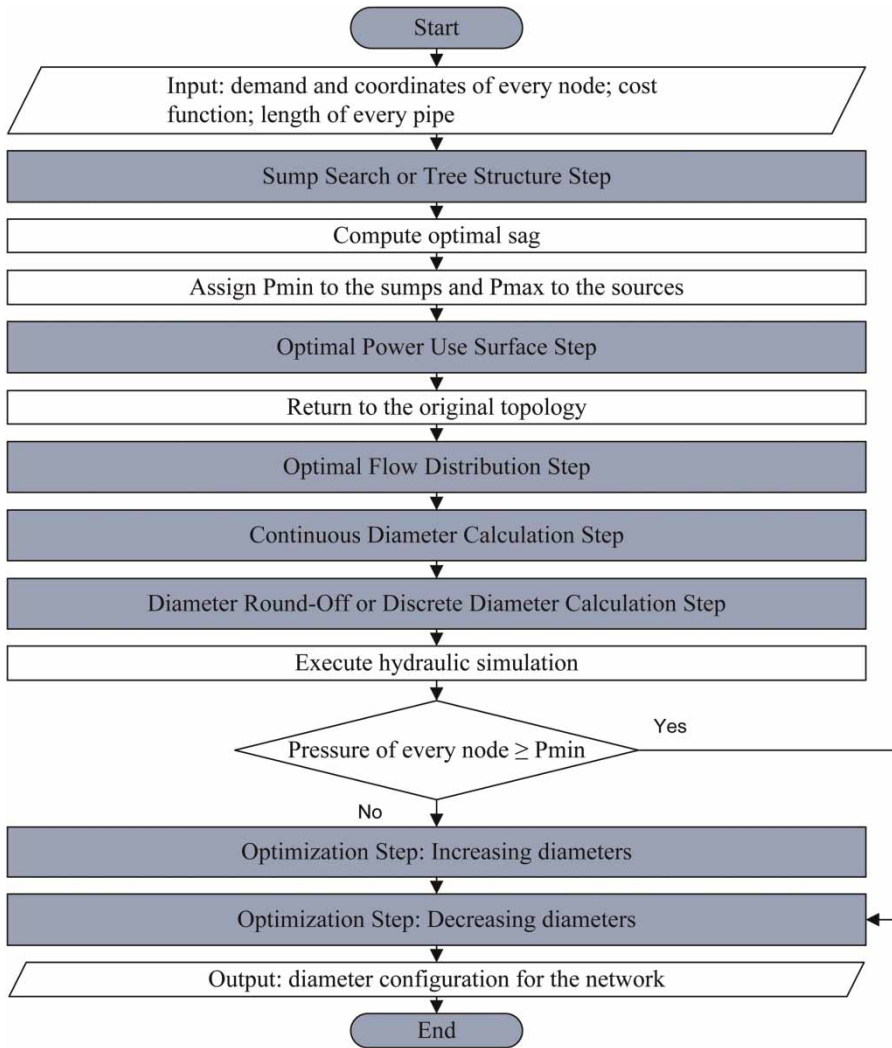 Start
Input: demand and coordinates of every node; cost
function; length of every pipe
Sump Search or Tree Structure Step
Compute optimal sag
Assign Pmin to the sumps and Pmax to the sources
Optimal Power Use Surface Step
Return to the original topology
Optimal Flow Distribution Step
Continuous Diameter Calculation Step
Diameter Round-Off or Discrete Diameter Calculation Step
Execute hydraulic simulation
Yes
Pressure of every node ≥ Pmin
No
Optimization Step: Increasing diameters
Optimization Step: Decreasing diameters
Output: diameter configuration for the network
End